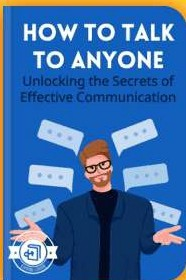 HOW TO TALK
TO ANYONE
Unlocking the Secrets of
Effective Communication